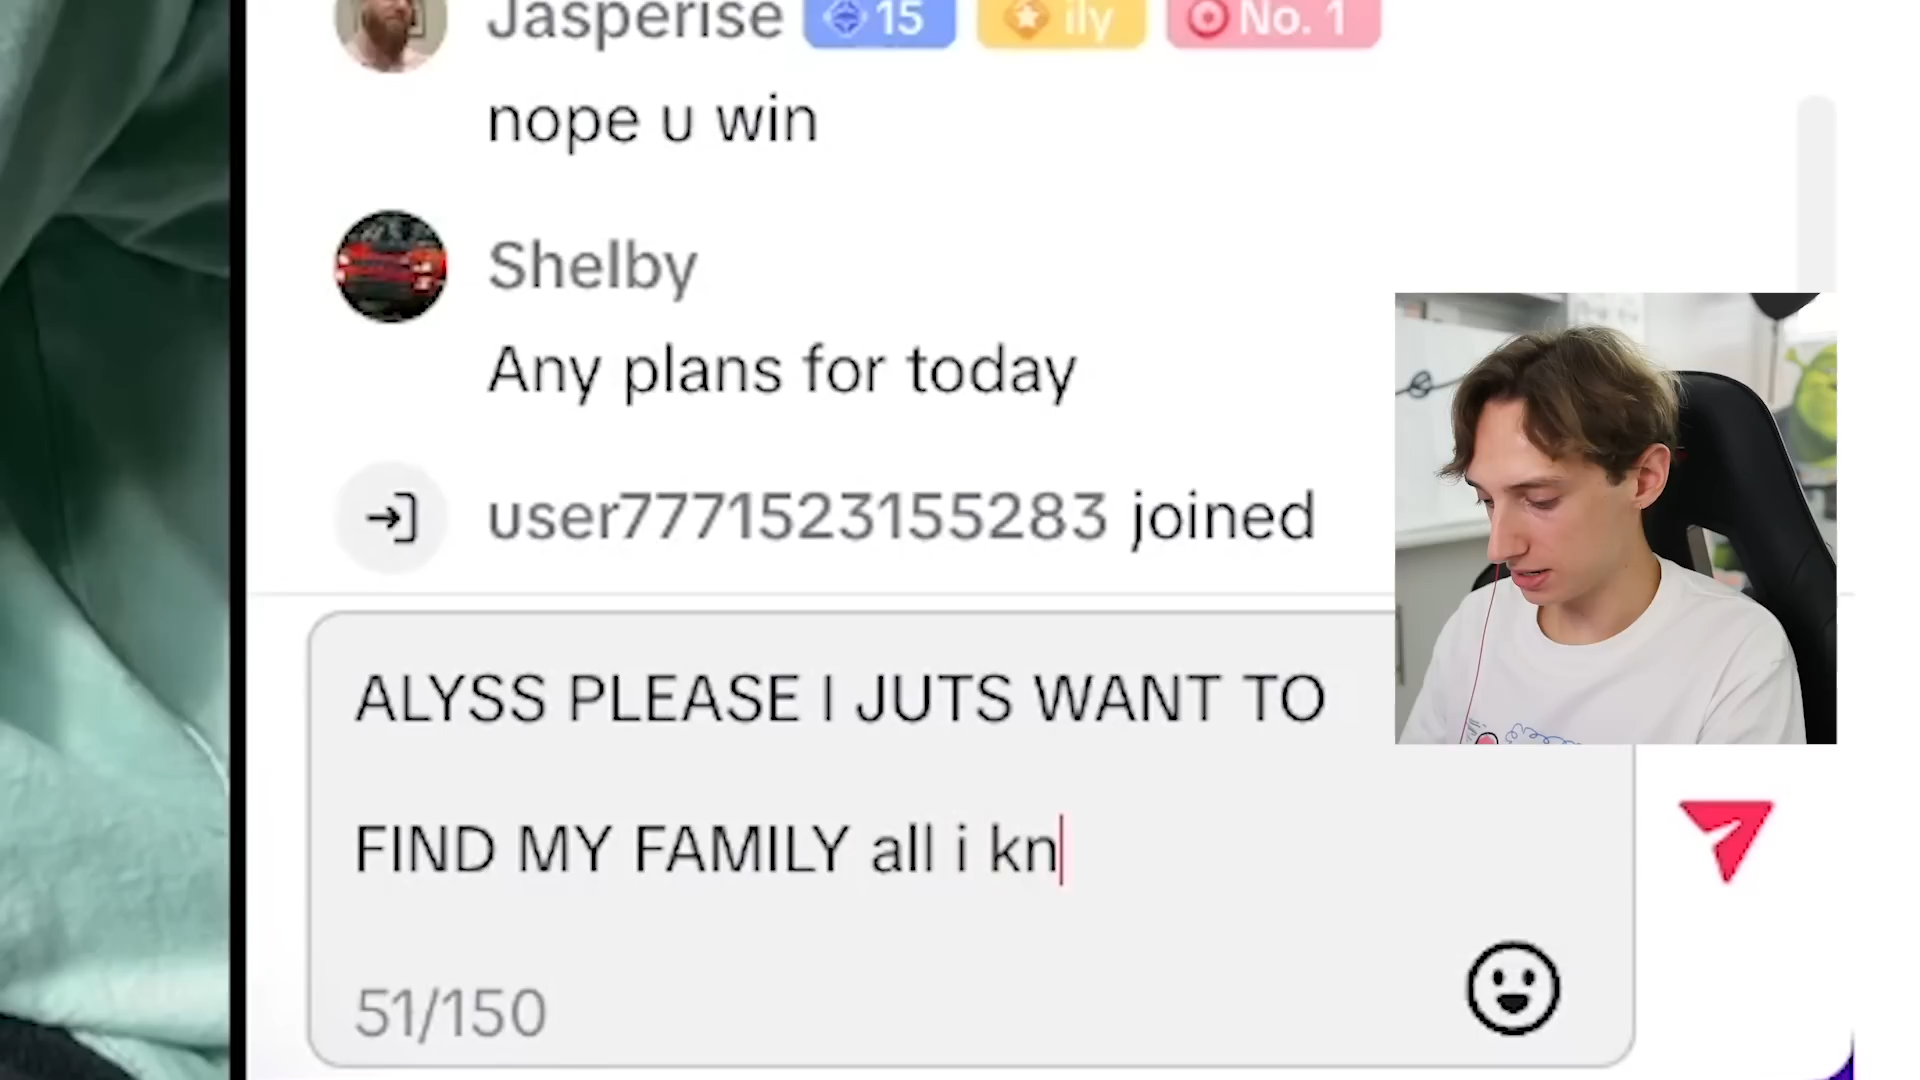 Jasperise 15 ily No. 1
nope u win
Shelby
Any plans for today
user7771523155283 joined
ALYSS PLEASE I JUTS WANT TO
FIND MY FAMILY all i kn
51/150